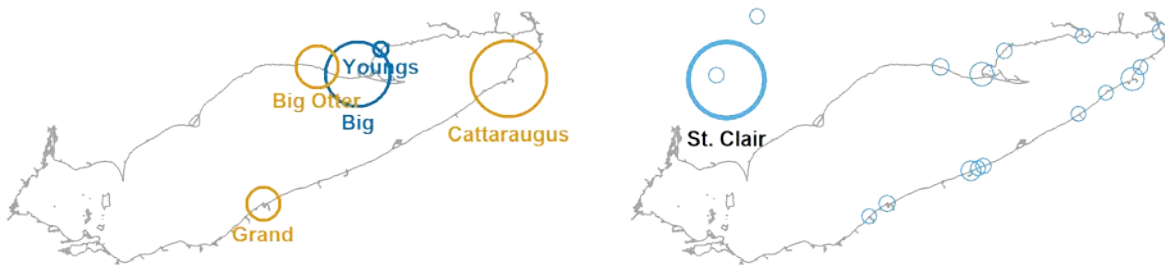 Youngs
Big Otter
Big
Cattaraugus
Grand
St. Clair